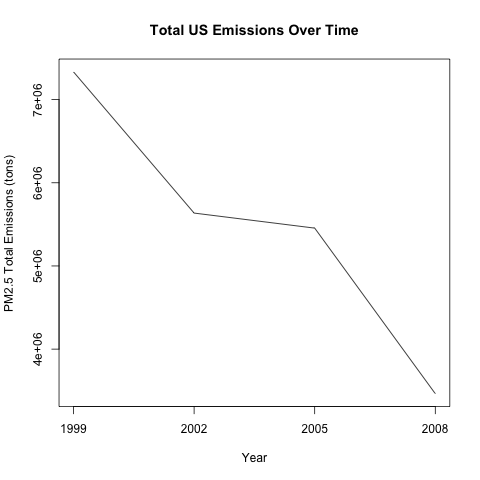 Total US Emissions Over Time
PM2.5 Total Emissions (tons)
7e+06
6e+06
5e+06
4e+06
1999 2002 2005 2008
Year